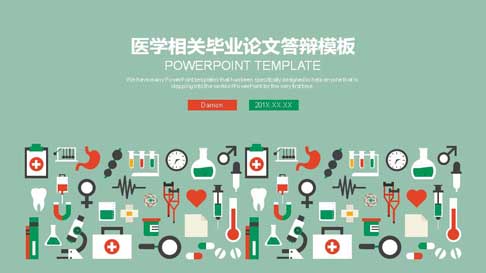 医学相关毕业论文答辩模板
POWERPOINT TEMPLATE
We have many PowerPoint templates that has been specifically designed to help anyone that is
stepping into the world of PowerPoint for the very first time.
Damon
201X.XX.XX